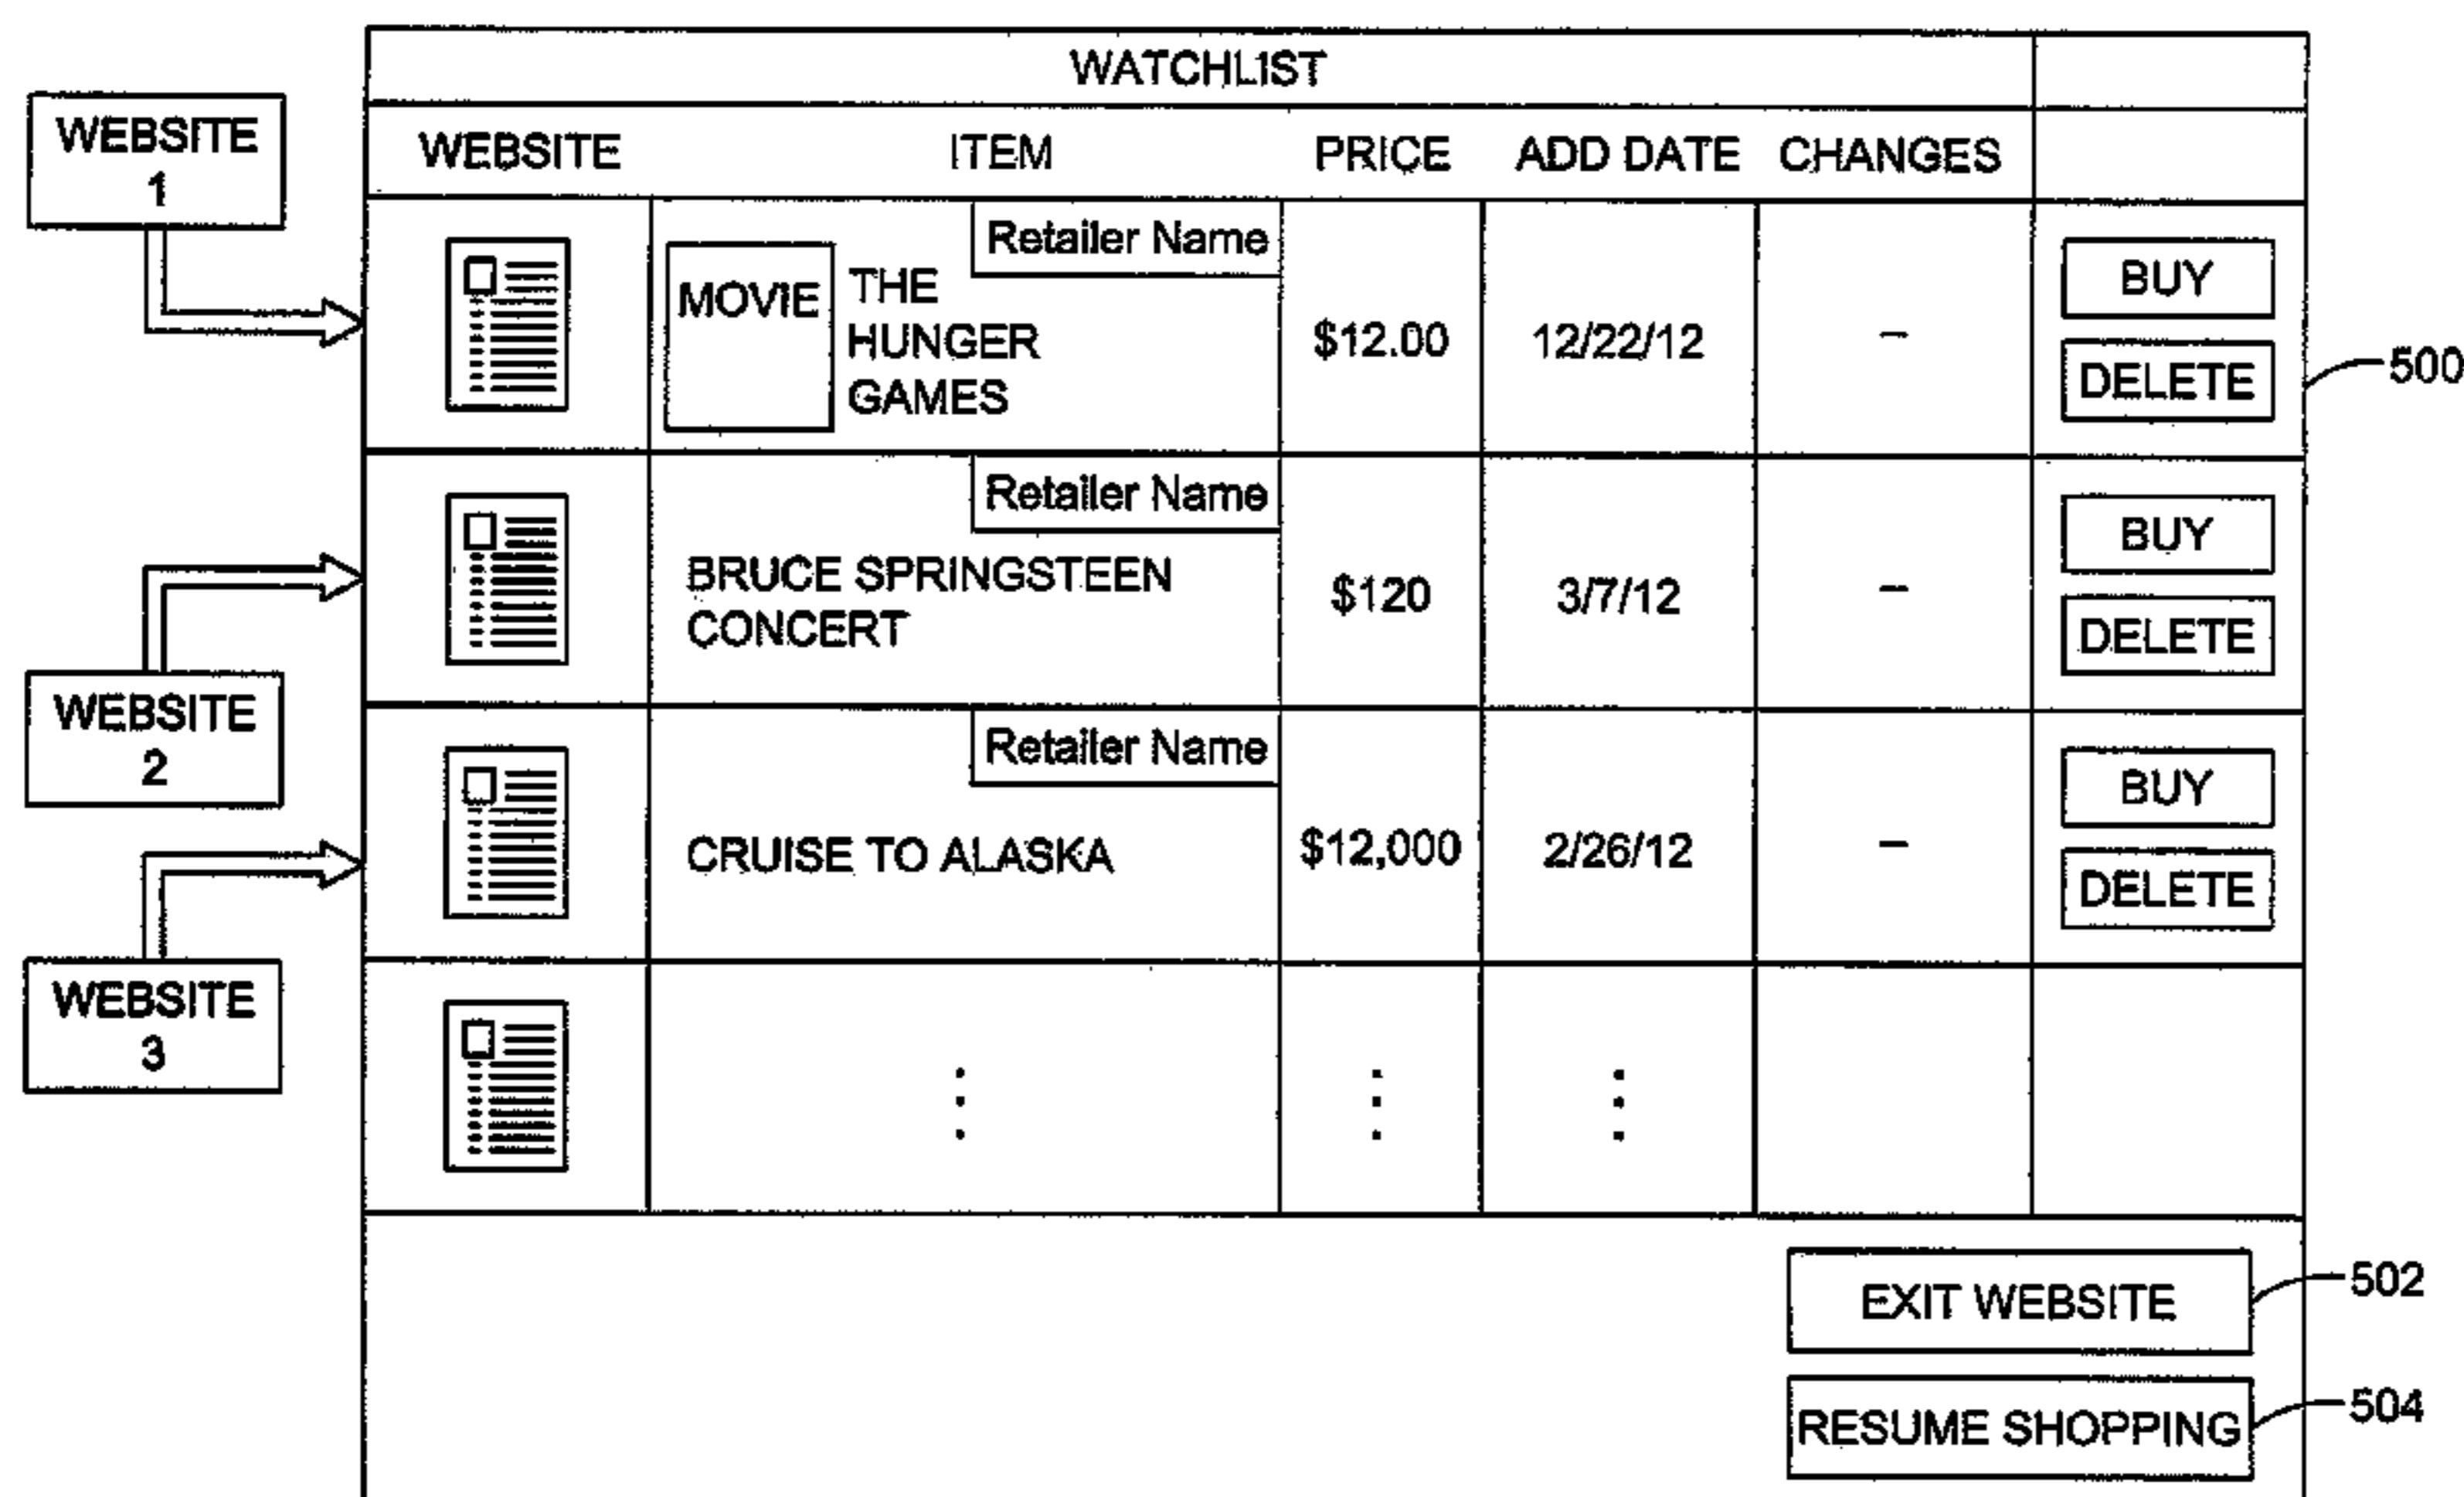 WATCHLIST
WEBSITE
1
WEBSITE ITEM PRICE ADD DATE CHANGES
Retailer Name
MOVIE
THE
HUNGER
GAMES
$12.00
12/22/12
–
BUY
DELETE
500
Retailer Name
BRUCE SPRINGSTEEN
CONCERT
$120
3/7/12
–
BUY
DELETE
WEBSITE
2
Retailer Name
CRUISE TO ALASKA
$12,000
2/26/12
–
BUY
DELETE
WEBSITE
3
EXIT WEBSITE
502
RESUME SHOPPING
504